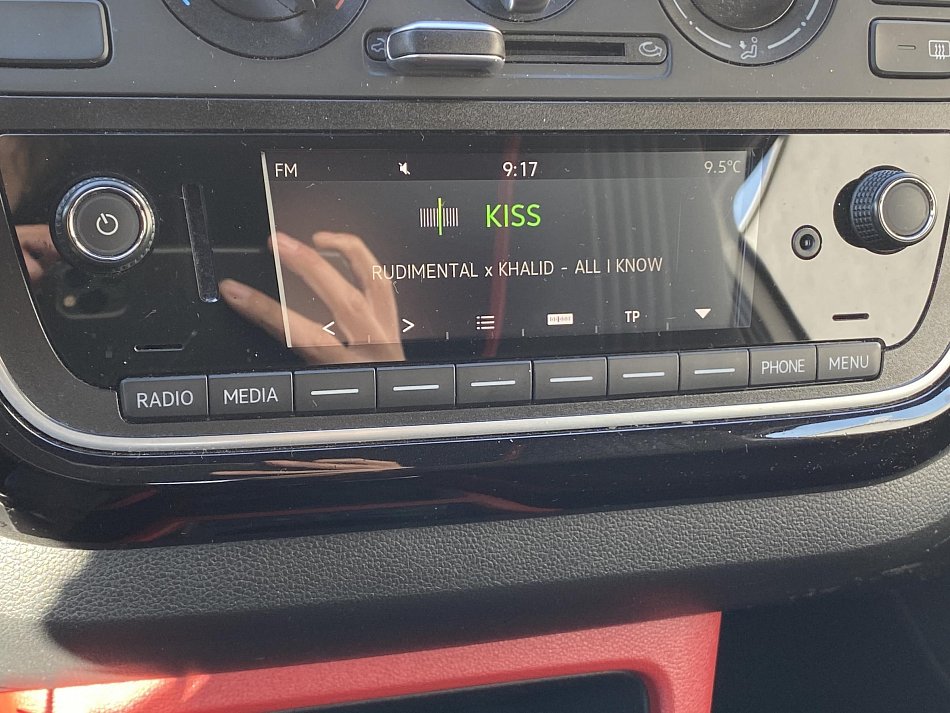 FM 9:17 9.5°C
KISS
RUDIMENTAL x KHALID - ALL I KNOW
< > TP
RADIO MEDIA PHONE MENU